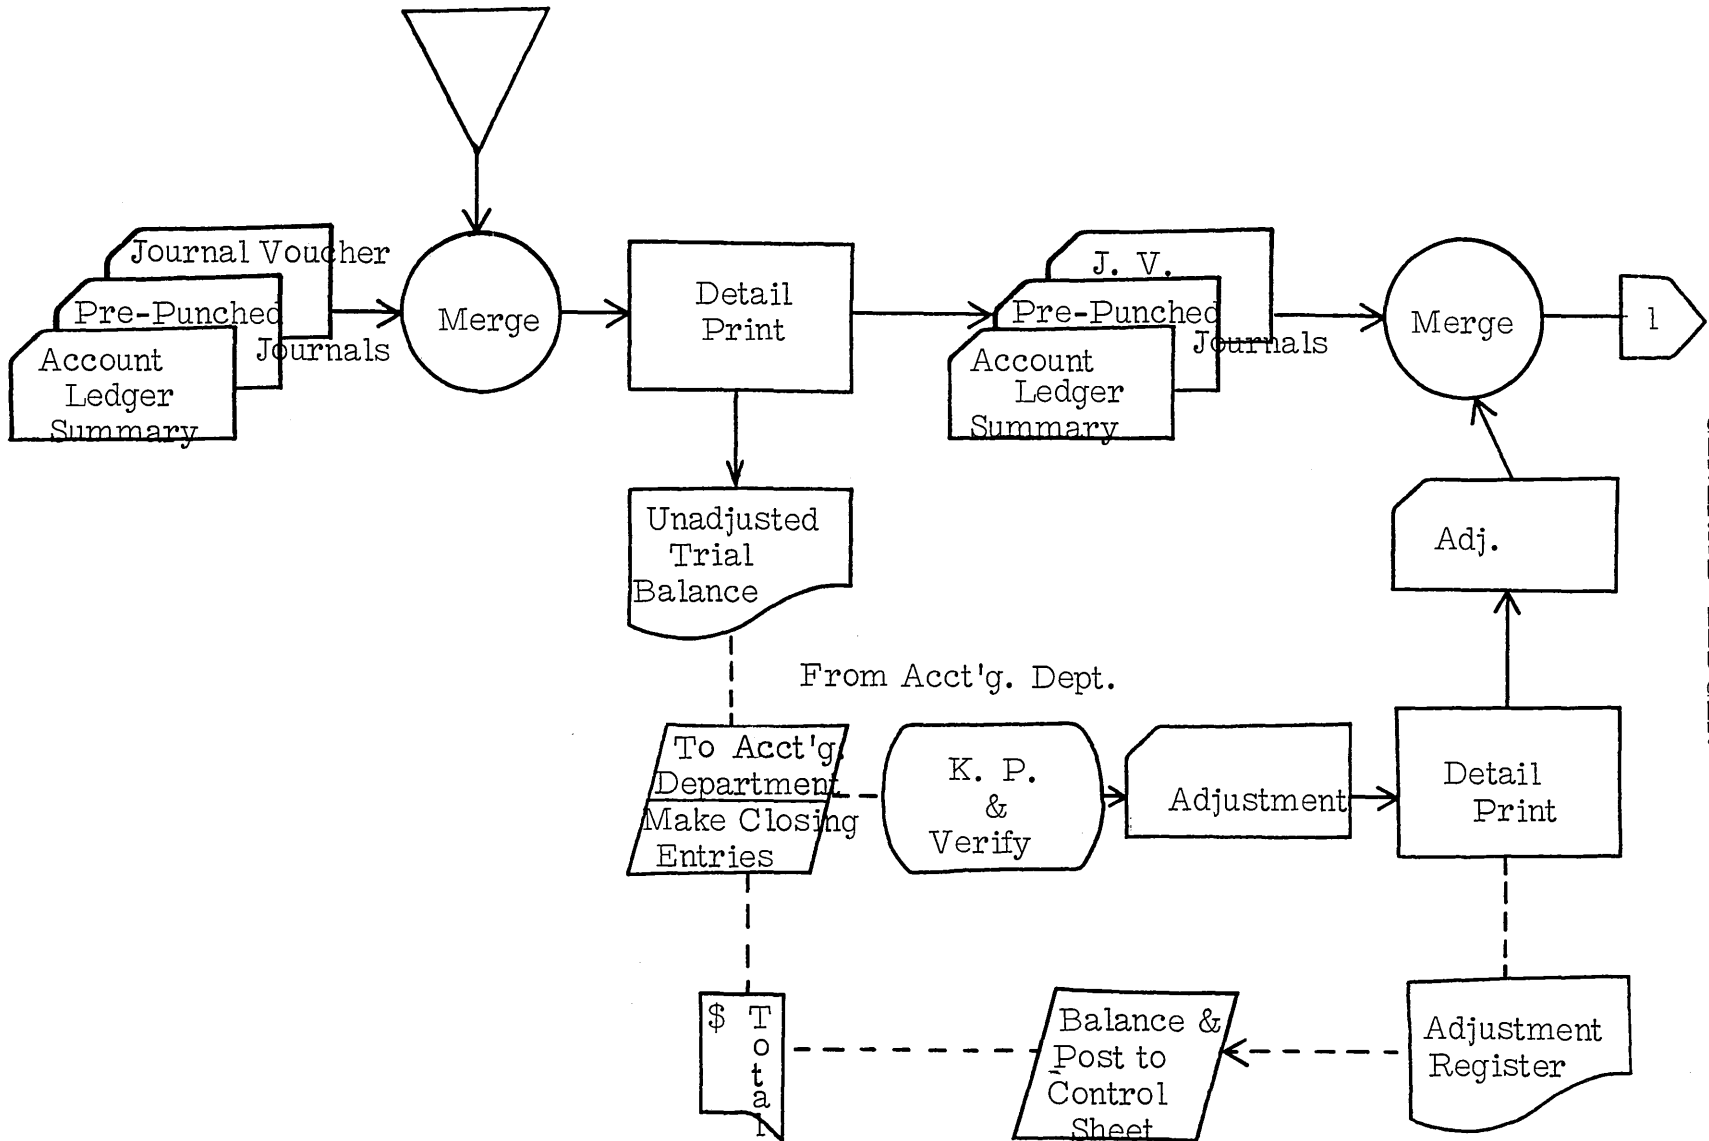 Journal Voucher
Pre-Punched
Journals
Account
Ledger
Summary
Merge
Detail
Print
J. V.
Pre-Punched
Journals
Account
Ledger
Summary
Merge
1
Unadjusted
Trial
Balance
Adj.
From Acct'g. Dept.
To Acct'g.
Department
Make Closing
Entries
K. P.
&
Verify
Adjustment
Detail
Print
$ Total
Balance &
Post to
Control
Sheet
Adjustment
Register